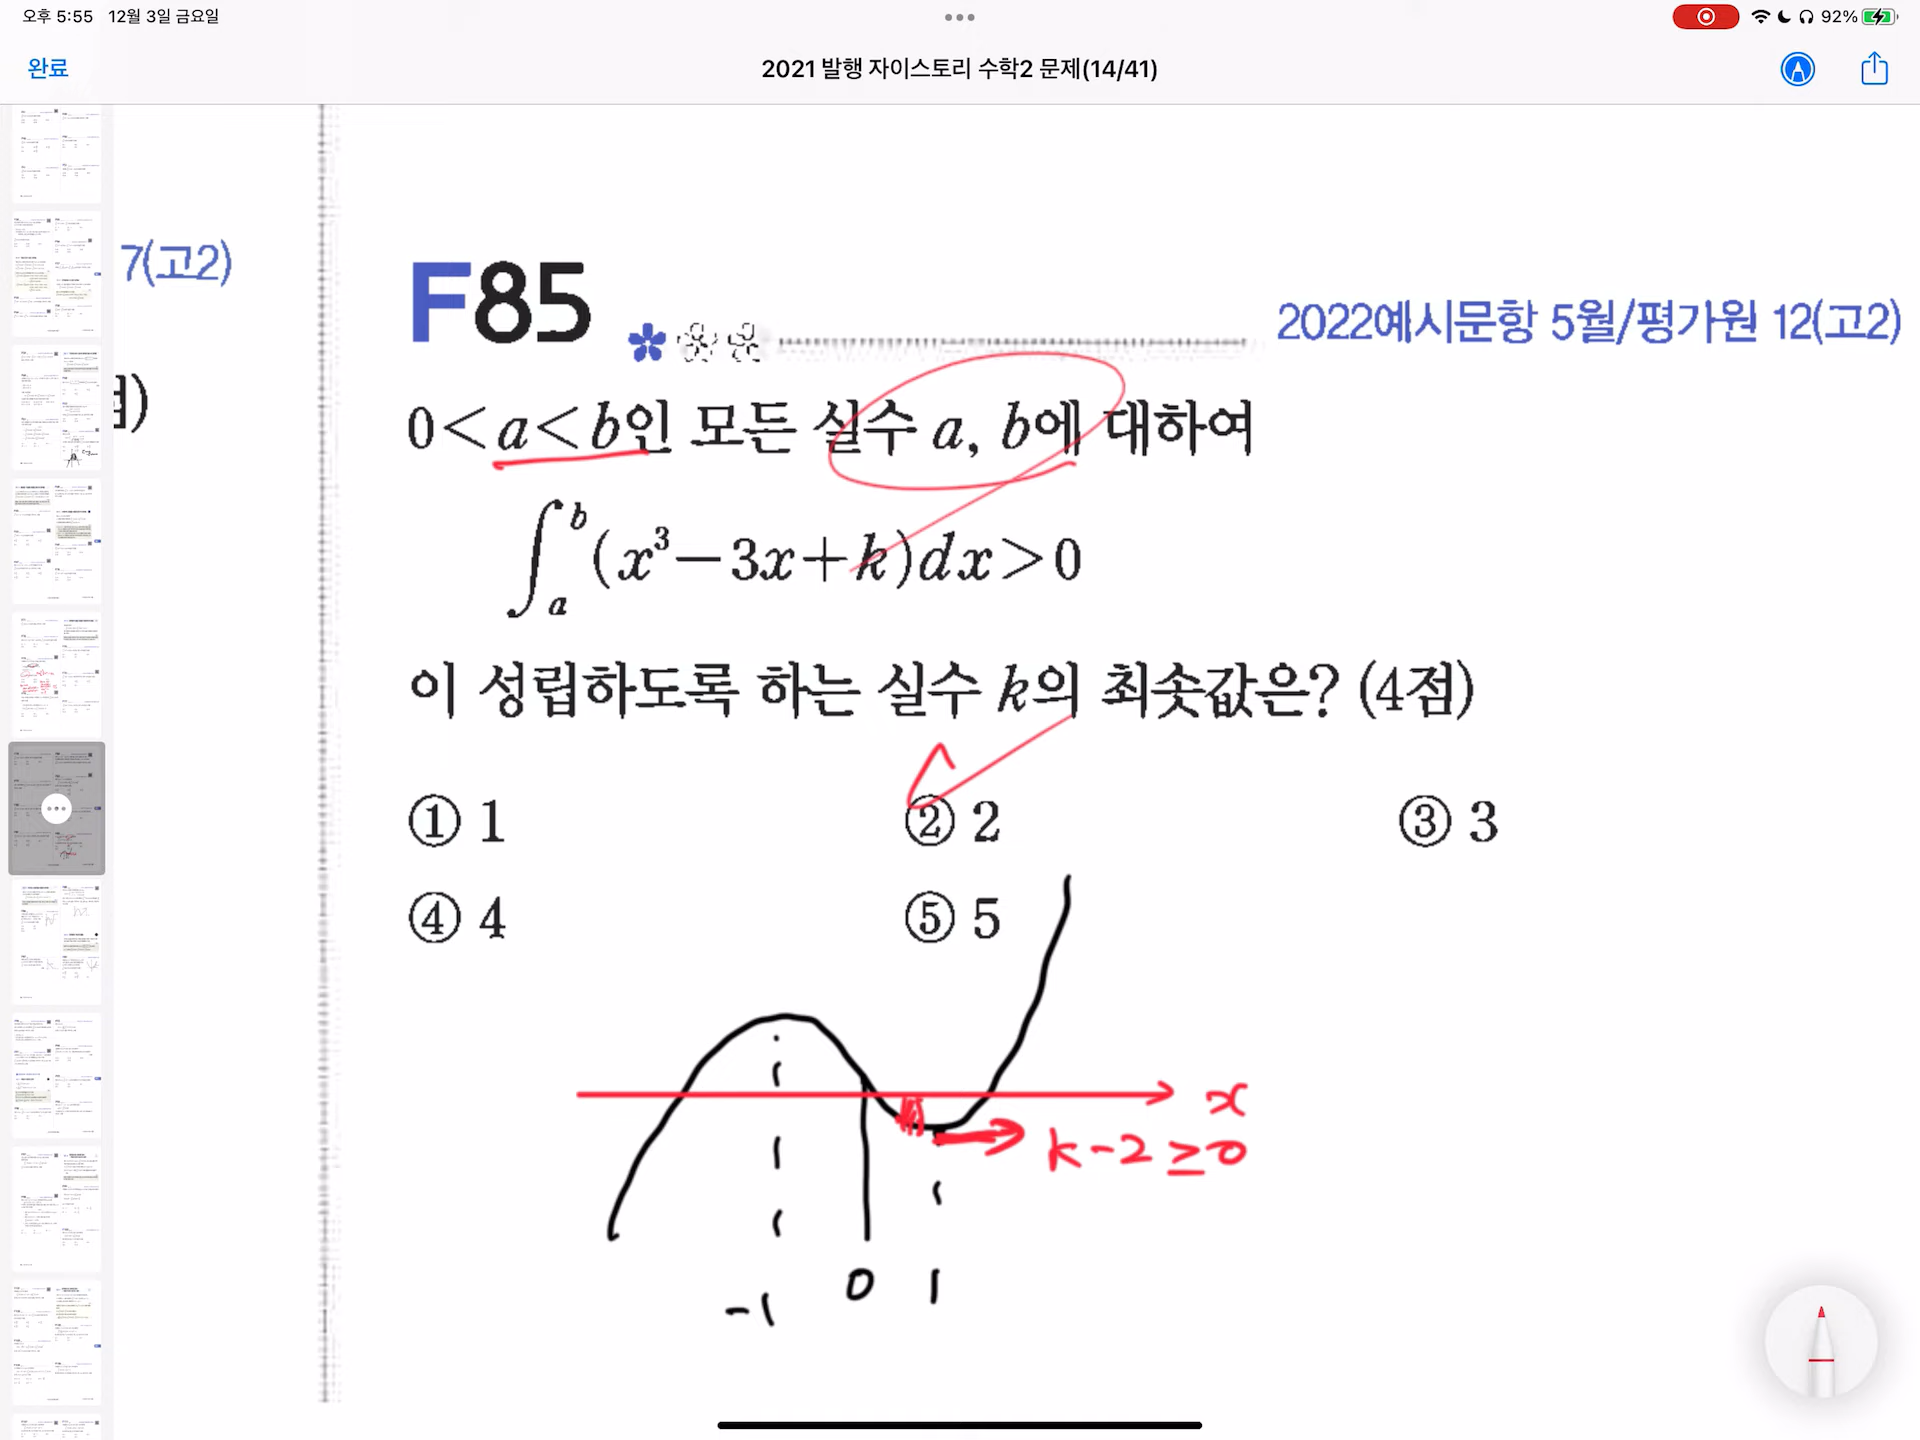 오후 5:55 12월 3일 금요일
92%
완료
2021 발행 자이스토리 수학2 문제(14/41)
7(고2)
F85
2022예시문항 5월/평가원 12(고2)
0<a<b인 모든 실수 a, b에 대하여
∫_a^b (x³-3x+k)dx>0
이 성립하도록 하는 실수 k의 최솟값은? (4점)
① 1 ② 2 ③ 3
④ 4 ⑤ 5
x
k-2≥0
0 1
-1